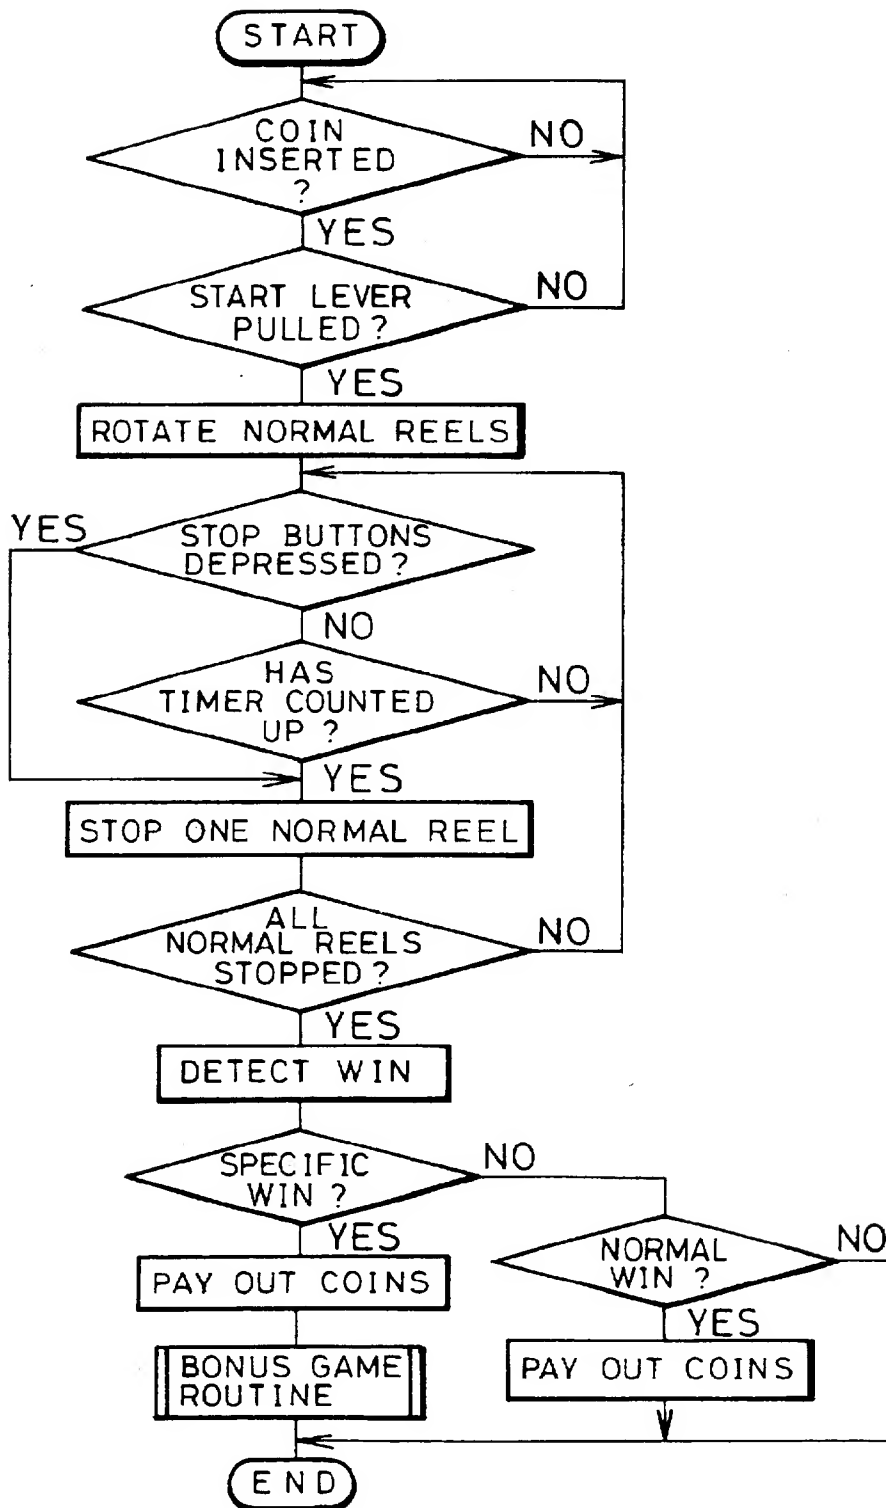 START
COIN
INSERTED
?
NO
YES
START LEVER
PULLED?
NO
YES
ROTATE NORMAL REELS
YES
STOP BUTTONS
DEPRESSED?
NO
HAS
TIMER COUNTED
UP ?
NO
YES
STOP ONE NORMAL REEL
ALL
NORMAL REELS
STOPPED?
NO
YES
DETECT WIN
SPECIFIC
WIN ?
NO
YES
NORMAL
WIN ?
NO
PAY OUT COINS
YES
BONUS GAME
ROUTINE
PAY OUT COINS
END